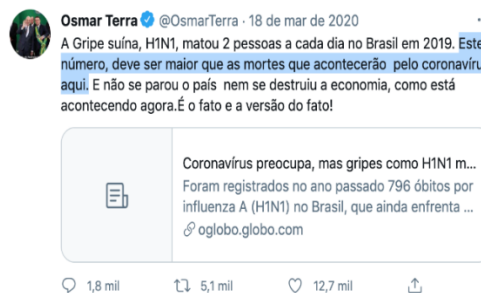 Osmar Terra @OsmarTerra · 18 de mar de 2020
A Gripe suína, H1N1, matou 2 pessoas a cada dia no Brasil em 2019. Este
número, deve ser maior que as mortes que acontecerão pelo coronavíru
aqui. E não se parou o país nem se destruiu a economia, como está
acontecendo agora.É o fato e a versão do fato!
Coronavírus preocupa, mas gripes como H1N1 m...
Foram registrados no ano passado 796 óbitos por
influenza A (H1N1) no Brasil, que ainda enfrenta ...
oglobo.globo.com
1,8 mil 5,1 mil 12,7 mil